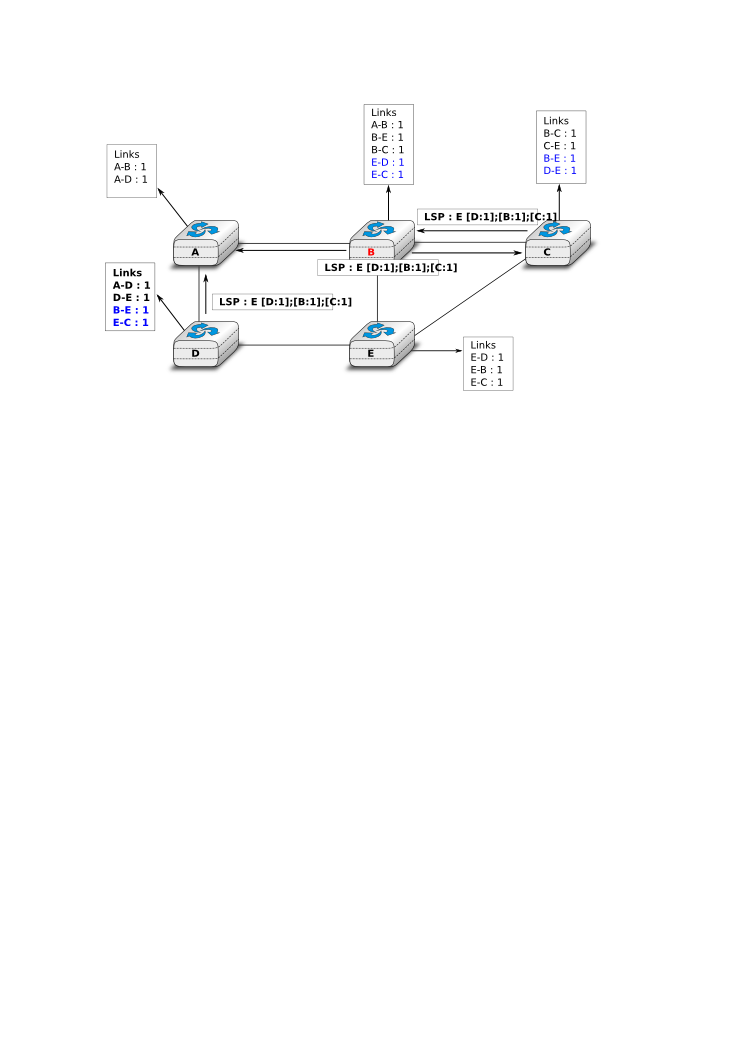 Links
A-B : 1
B-E : 1
B-C : 1
E-D : 1
E-C : 1
Links
B-C : 1
C-E : 1
B-E : 1
D-E : 1
Links
A-B : 1
A-D : 1
LSP : E [D:1];[B:1];[C:1]
A
B
C
LSP : E [D:1];[B:1];[C:1]
Links
A-D : 1
D-E : 1
B-E : 1
E-C : 1
LSP : E [D:1];[B:1];[C:1]
D
E
Links
E-D : 1
E-B : 1
E-C : 1